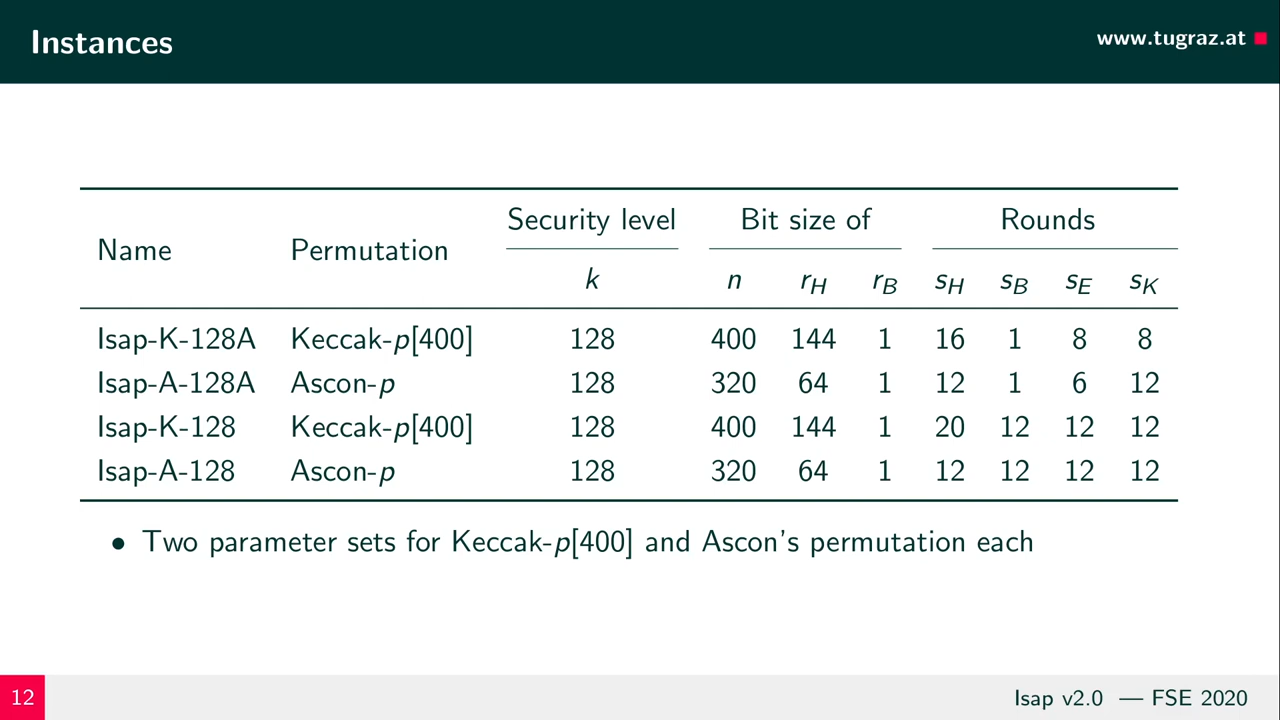 Instances
www.tugraz.at
Security level Bit size of Rounds
Name Permutation
k n rH rB sH sB sE sK
Isap-K-128A Keccak-p[400] 128 400 144 1 16 1 8 8
Isap-A-128A Ascon-p 128 320 64 1 12 1 6 12
Isap-K-128 Keccak-p[400] 128 400 144 1 20 12 12 12
Isap-A-128 Ascon-p 128 320 64 1 12 12 12 12
• Two parameter sets for Keccak-p[400] and Ascon's permutation each
12
Isap v2.0 — FSE 2020